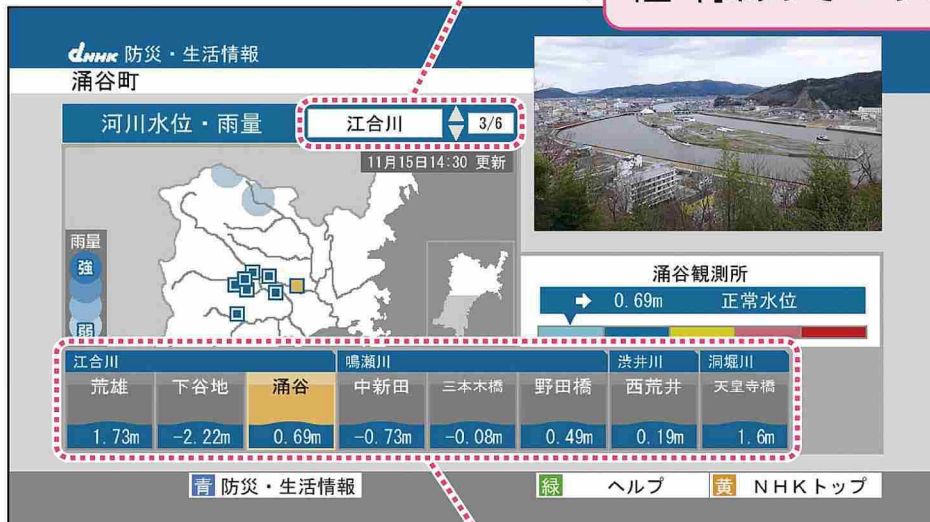 dNHK 防災・生活情報
涌谷町
河川水位・雨量
江合川
3/6
11月15日14:30 更新
雨量
強
弱
涌谷観測所
0.69m 正常水位
江合川 鳴瀬川 渋井川 洞堀川
荒雄 下谷地 涌谷 中新田 三本木橋 野田橋 西荒井 天皇寺橋
1.73m -2.22m 0.69m -0.73m -0.08m 0.49m 0.19m 1.6m
青 防災・生活情報 緑 ヘルプ 黄 NHKトップ